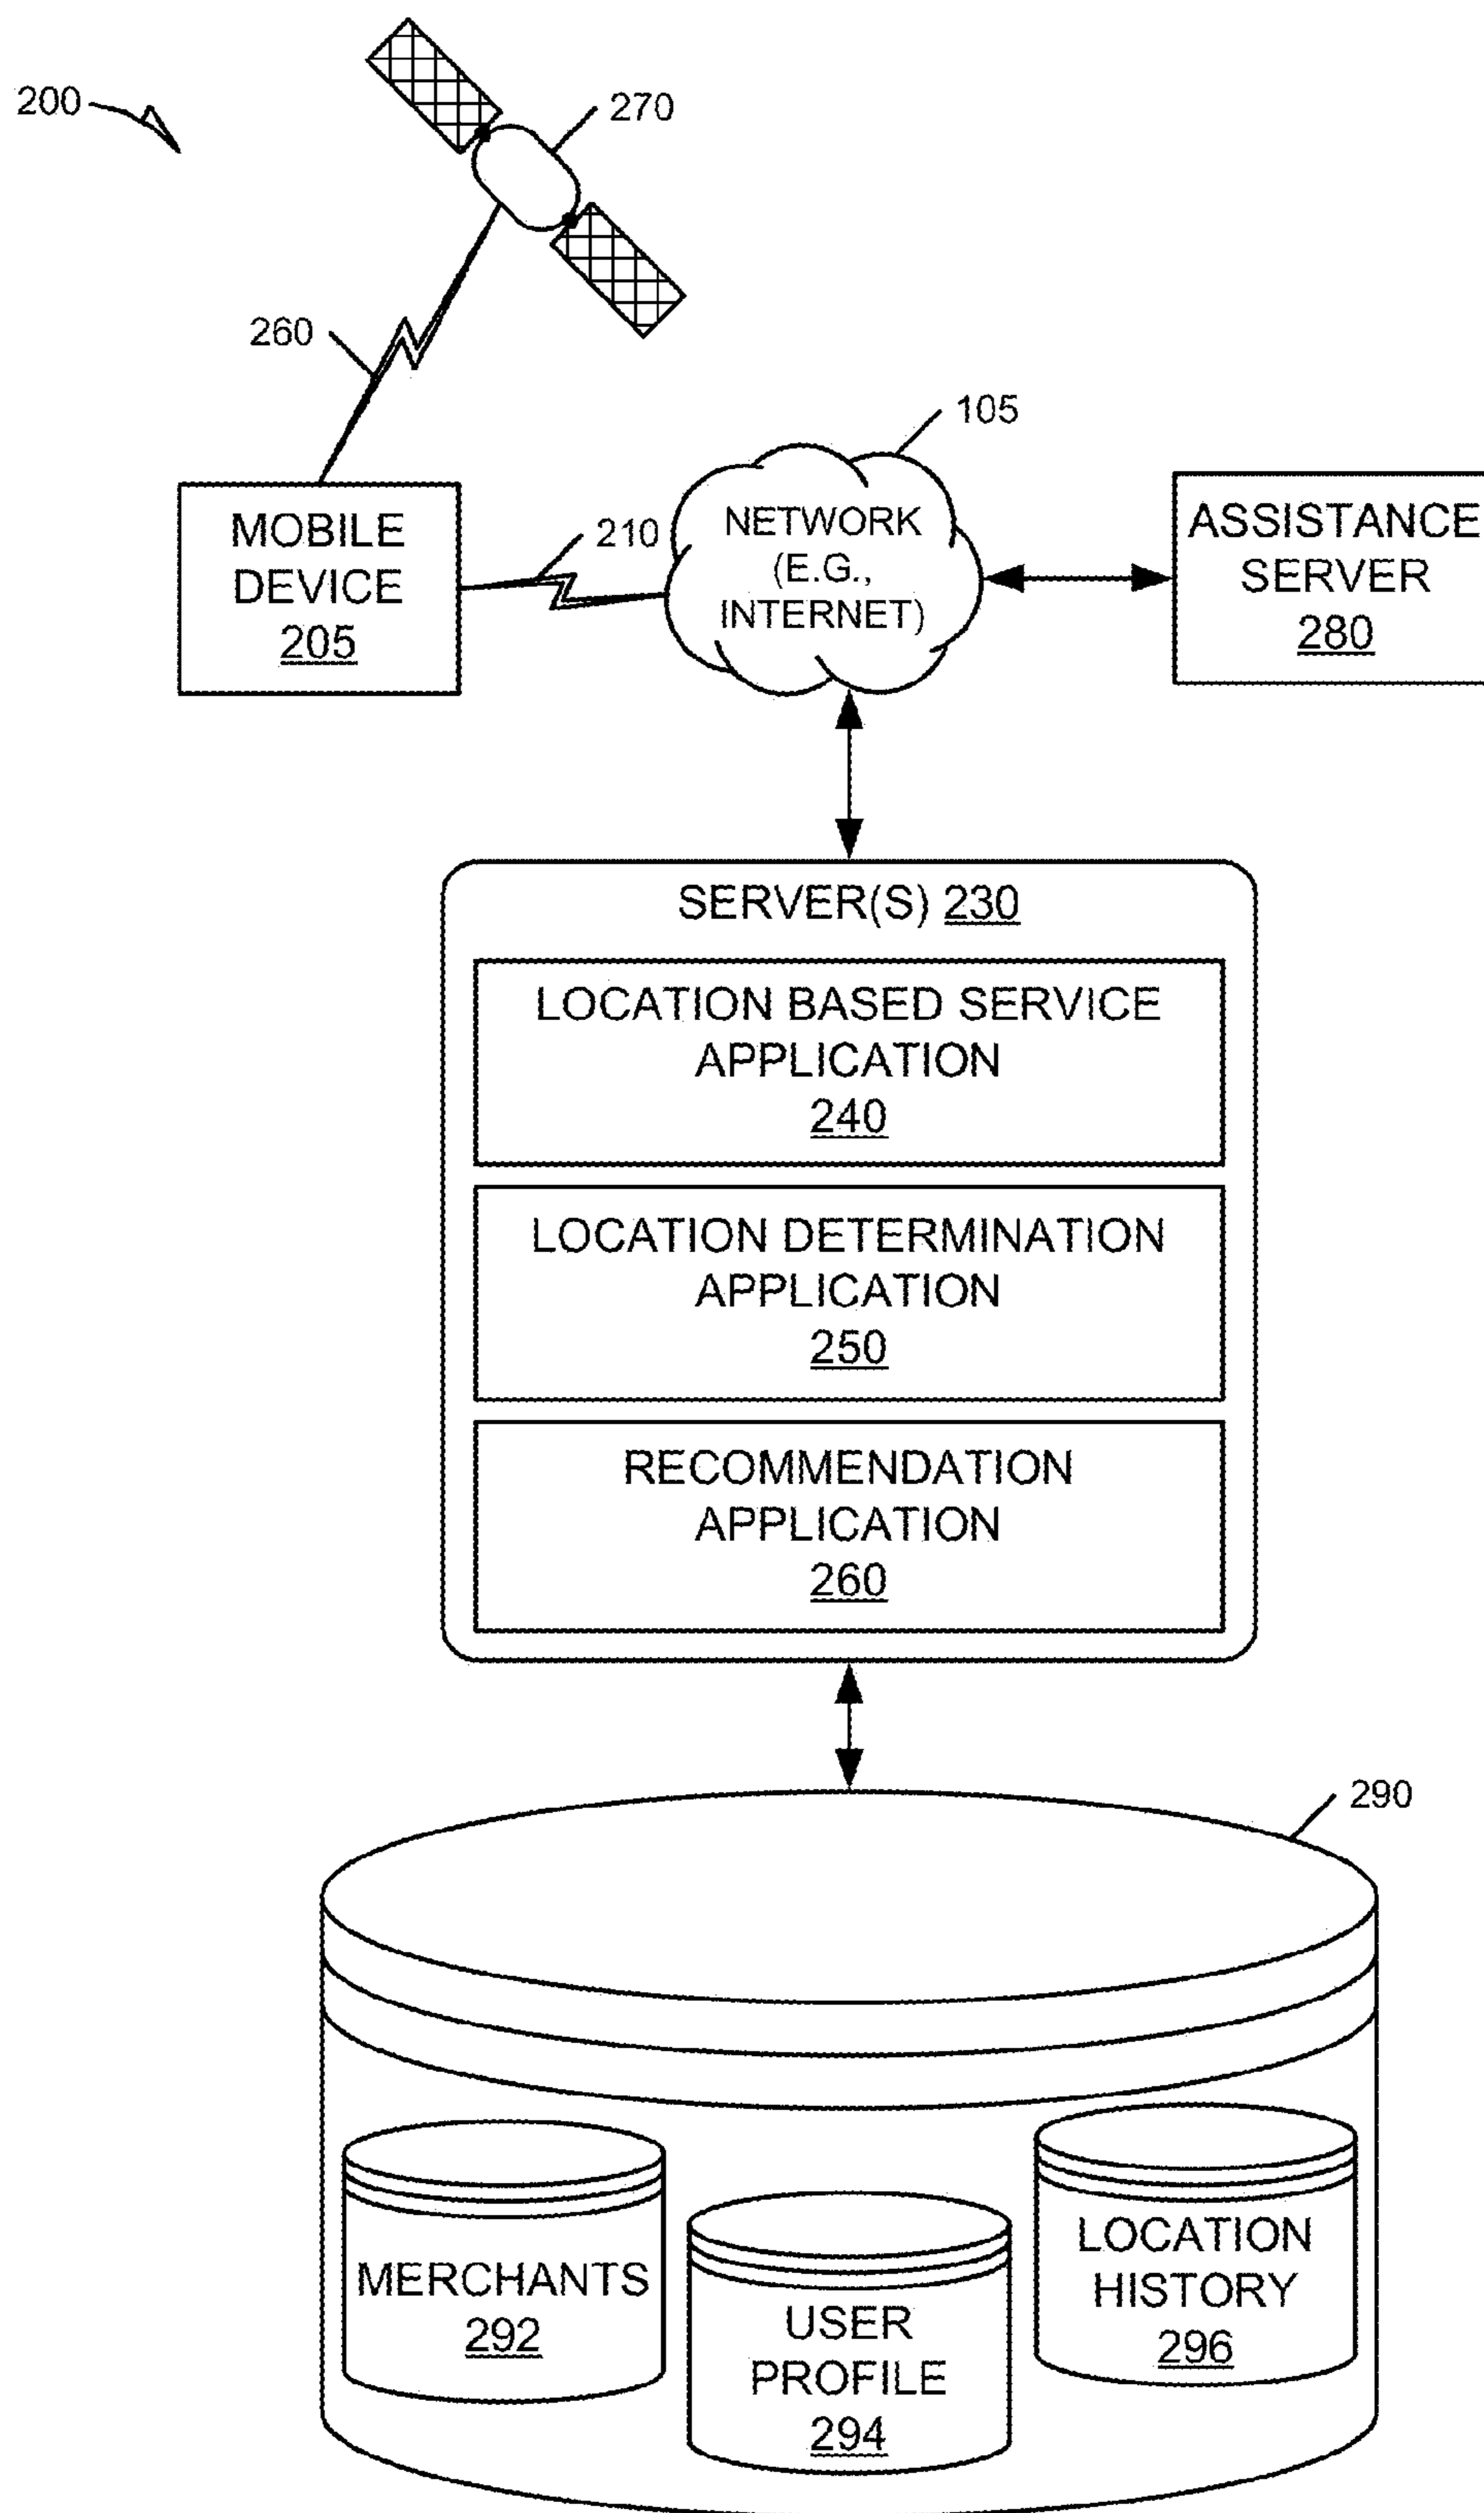 200
270
260
105
MOBILE
DEVICE
205
210
NETWORK
(E.G.,
INTERNET)
ASSISTANCE
SERVER
280
SERVER(S) 230
LOCATION BASED SERVICE
APPLICATION
240
LOCATION DETERMINATION
APPLICATION
250
RECOMMENDATION
APPLICATION
260
290
MERCHANTS
292
USER
PROFILE
294
LOCATION
HISTORY
296